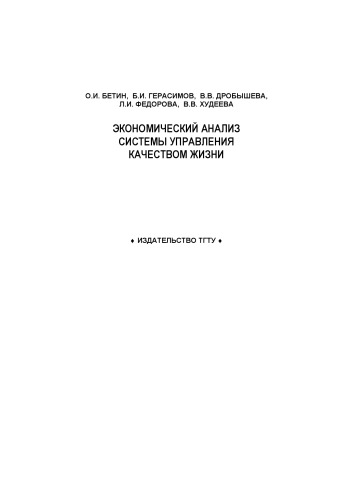 О.И. БЕТИН, Б.И. ГЕРАСИМОВ, В.В. ДРОБЫШЕВА,
Л.И. ФЕДОРОВА, В.В. ХУДЕЕВА
ЭКОНОМИЧЕСКИЙ АНАЛИЗ
СИСТЕМЫ УПРАВЛЕНИЯ
КАЧЕСТВОМ ЖИЗНИ
♦ ИЗДАТЕЛЬСТВО ТГТУ ♦